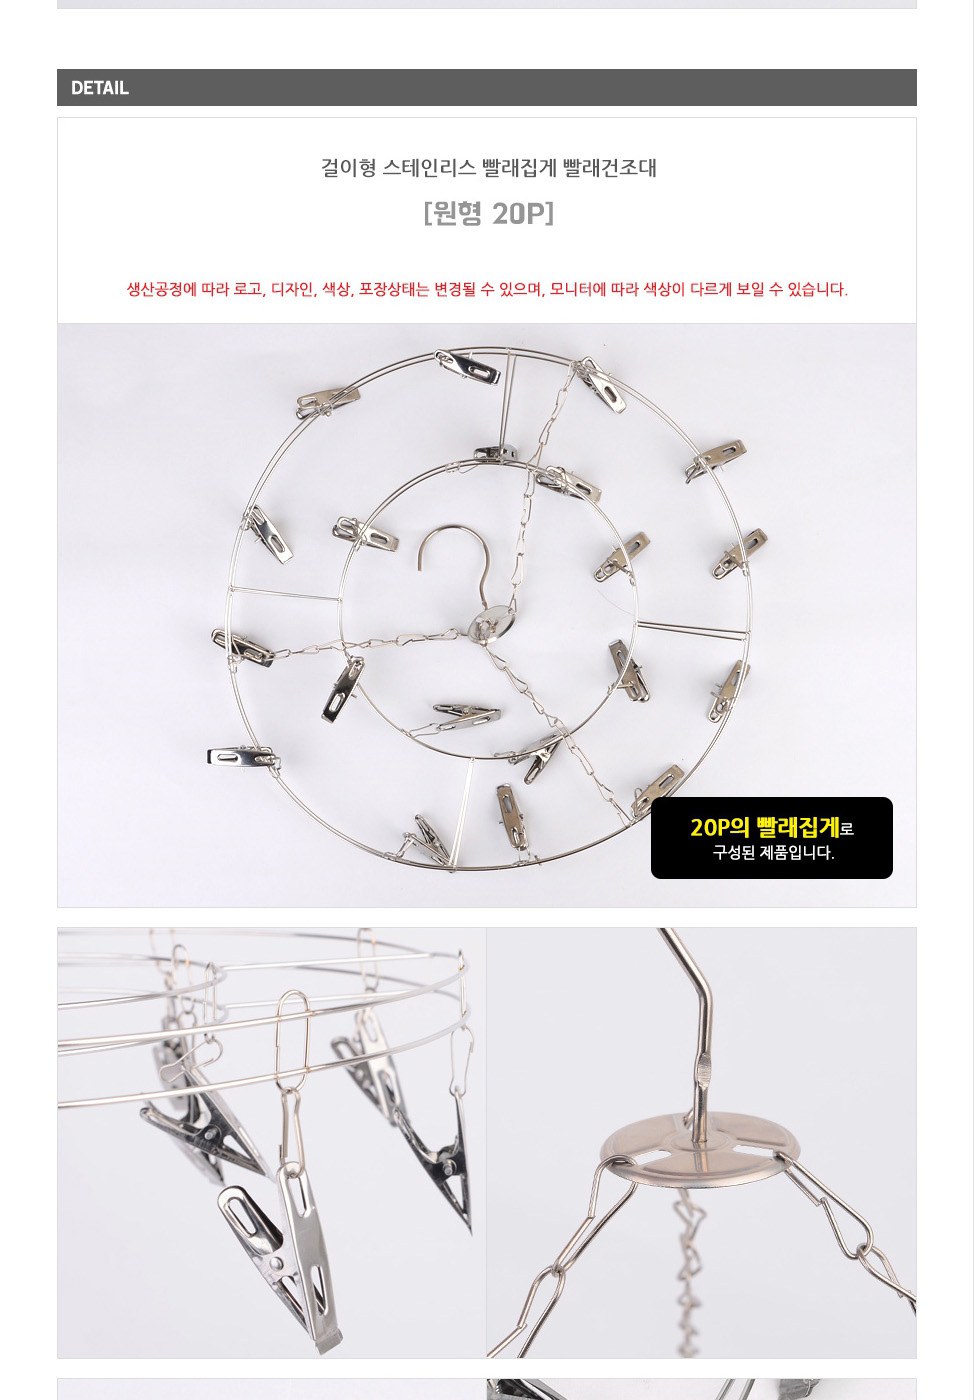 DETAIL
걸이형 스테인리스 빨래집게 빨래건조대
[원형 20P]
생산공정에 따라 로고, 디자인, 색상, 포장상태는 변경될 수 있으며, 모니터에 따라 색상이 다르게 보일 수 있습니다.
20P의 빨래집게로
구성된 제품입니다.